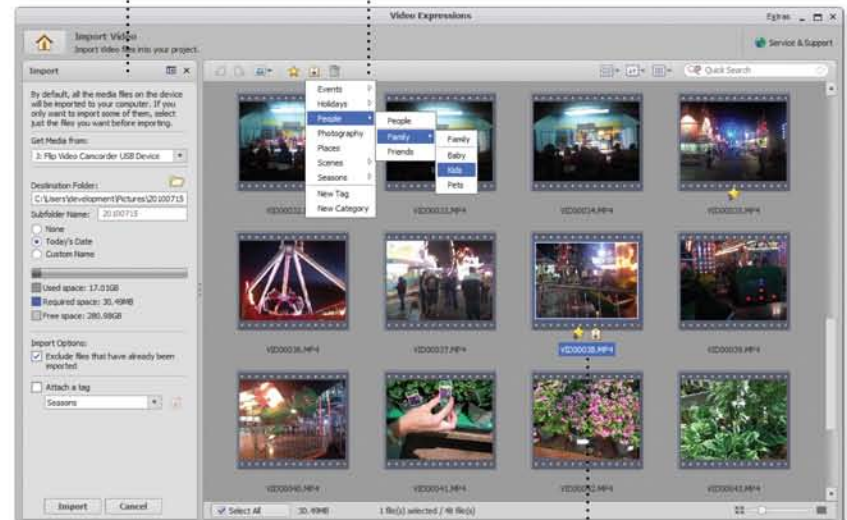 Video Expressions
Extras
Import Video
Import Video files into your project.
Service & Support
Import
By default, all the media files on the device
will be imported to your computer. If you
only want to import some of them, select
just the files you want before importing.
Get Media from:
J: Flip Video Camcorder USB Device
Destination Folder:
C:\Users\development\Pictures\20100715
Subfolder Name: 20100715
None
Today's Date
Custom Name
Used space: 17.01GB
Required space: 30.49MB
Free space: 280.98GB
Import Options:
Exclude files that have already been
imported
Attach a tag
Seasons
Import Cancel
Quick Search
Events
Holidays
People
Photography
Places
Scenes
Seasons
New Tag
New Category
People
Family
Friends
Family
Baby
Kids
Pets
VID00032.MP4 VID00033.MP4 VID00034.MP4 VID00035.MP4
VID00036.MP4 VID00037.MP4 VID00038.MP4 VID00039.MP4
VID00040.MP4 VID00041.MP4 VID00042.MP4 VID00043.MP4
Select All 30.49MB 1 file(s) selected / 48 file(s)